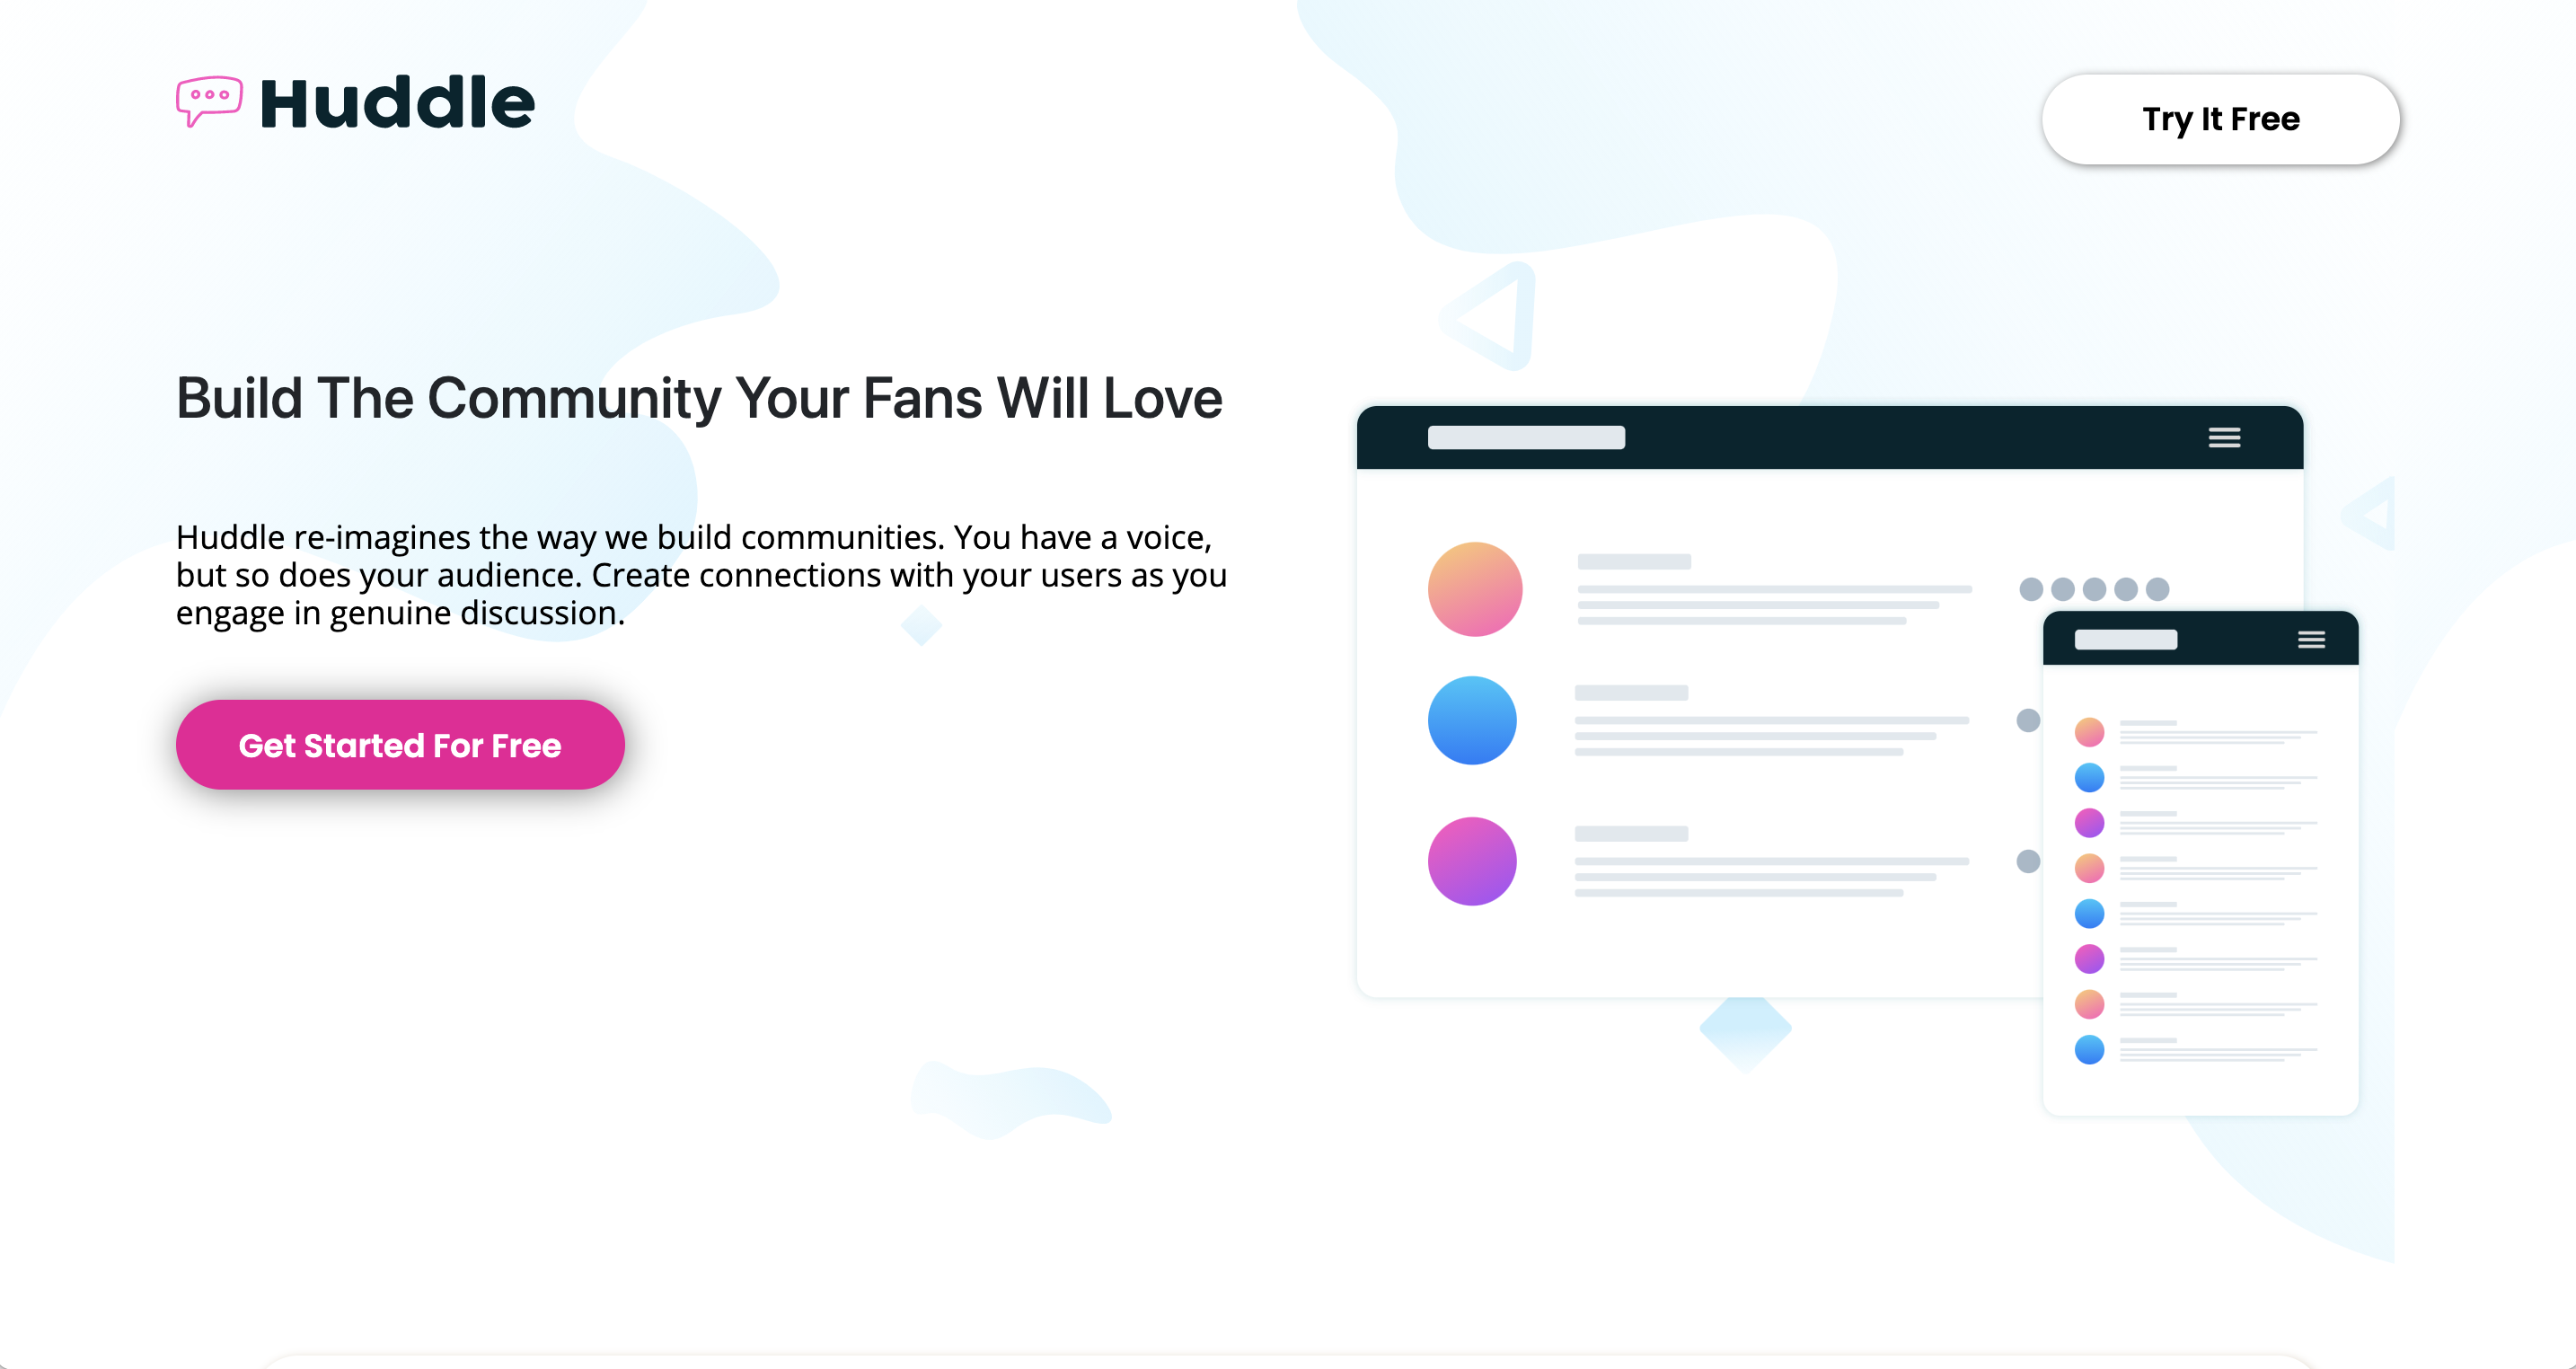 Huddle
Try It Free
Build The Community Your Fans Will Love
Huddle re-imagines the way we build communities. You have a voice,
but so does your audience. Create connections with your users as you
engage in genuine discussion.
Get Started For Free